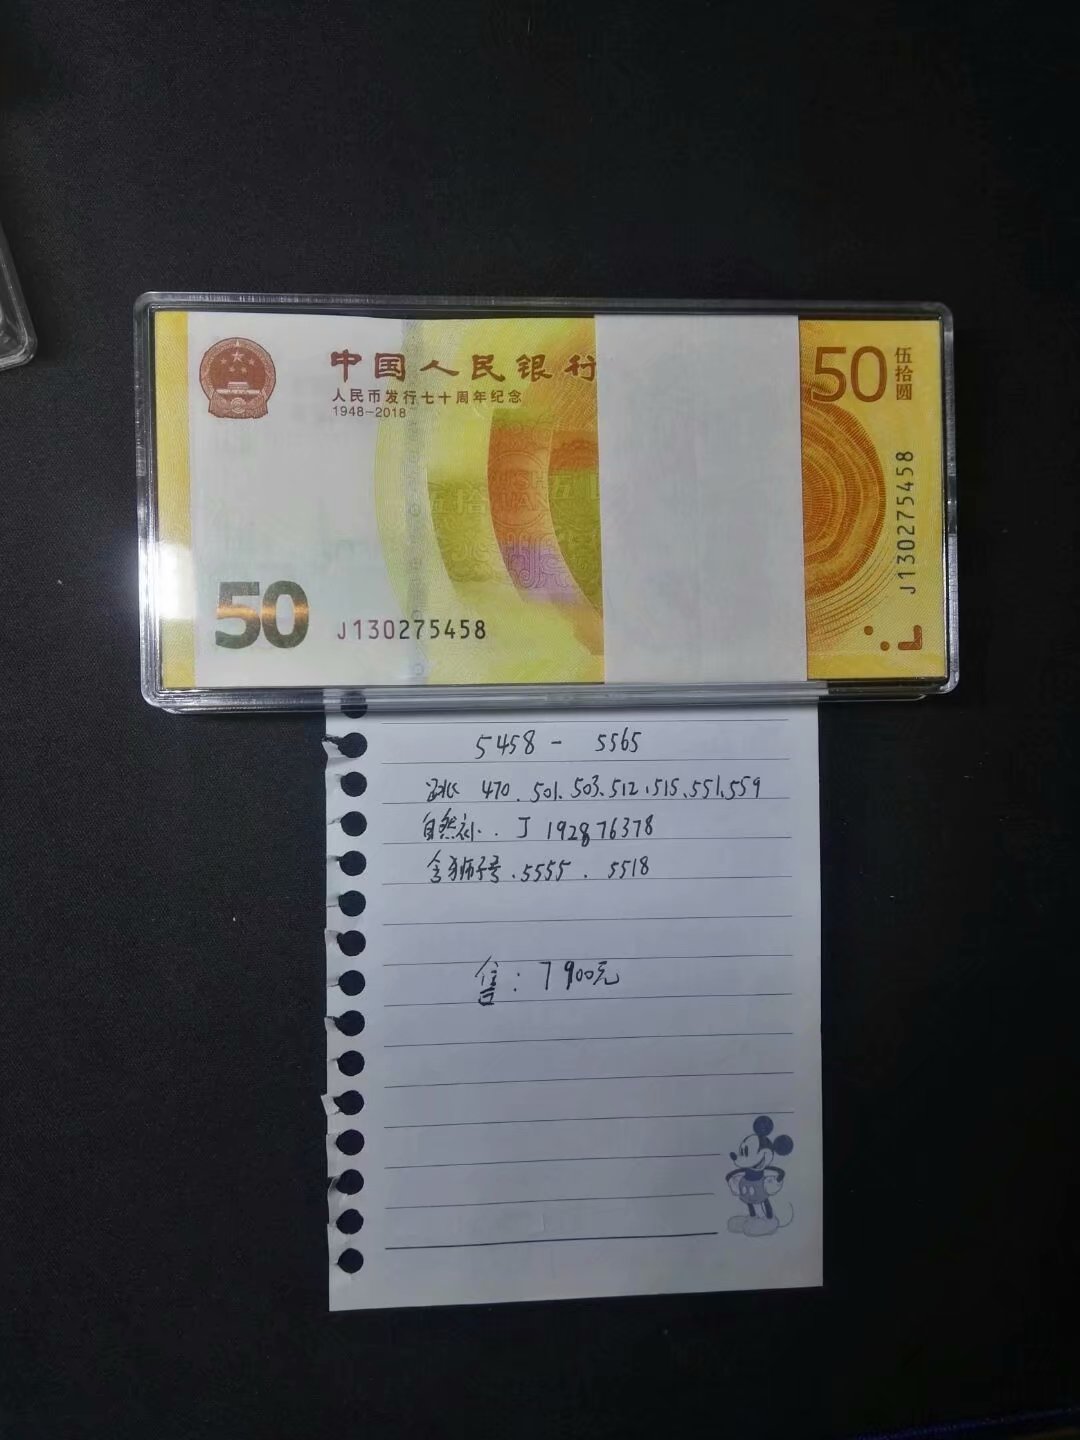 中国人民银行
人民币发行七十周年纪念
1948-2018
50
伍拾圆
J130275458
50
J130275458
5458 - 5565
470.501.503.512.515.551.559
自然补.. J 192876378
含狮子号.5555. 5518
售: 7900元